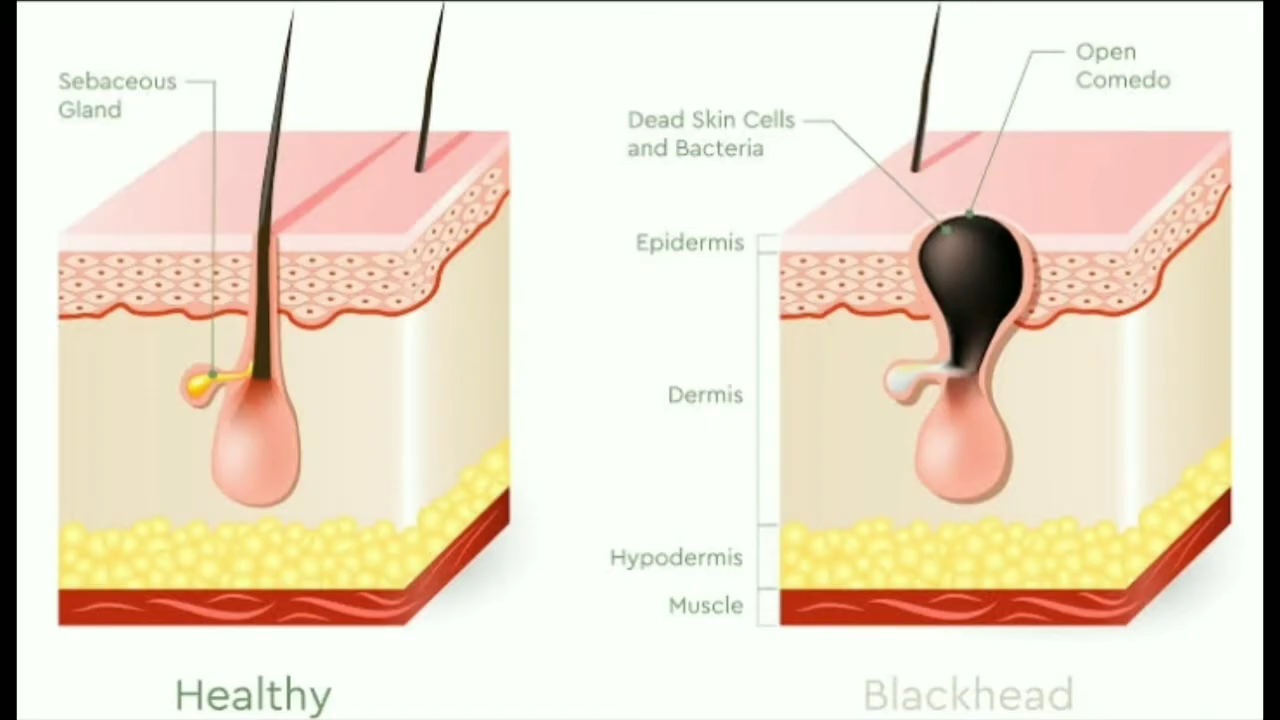 Sebaceous
Gland
Open
Comedo
Dead Skin Cells
and Bacteria
Epidermis
Dermis
Hypodermis
Muscle
Healthy
Blackhead